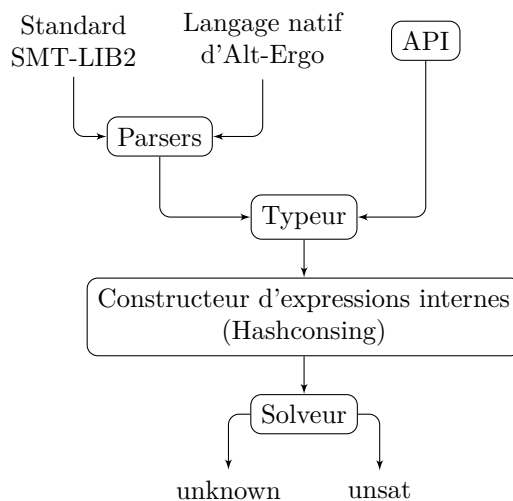 Standard
SMT-LIB2
Langage natif
d'Alt-Ergo
API
Parsers
Typeur
Constructeur d'expressions internes
(Hashconsing)
Solveur
unknown
unsat